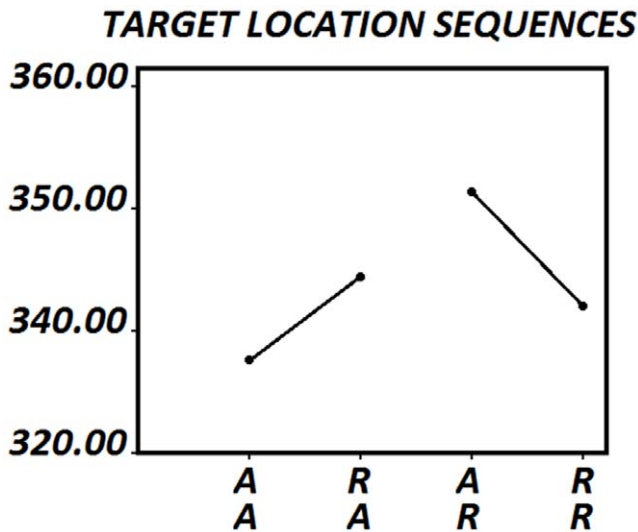 TARGET LOCATION SEQUENCES
360.00
350.00
340.00
320.00
A R A R
A A R R